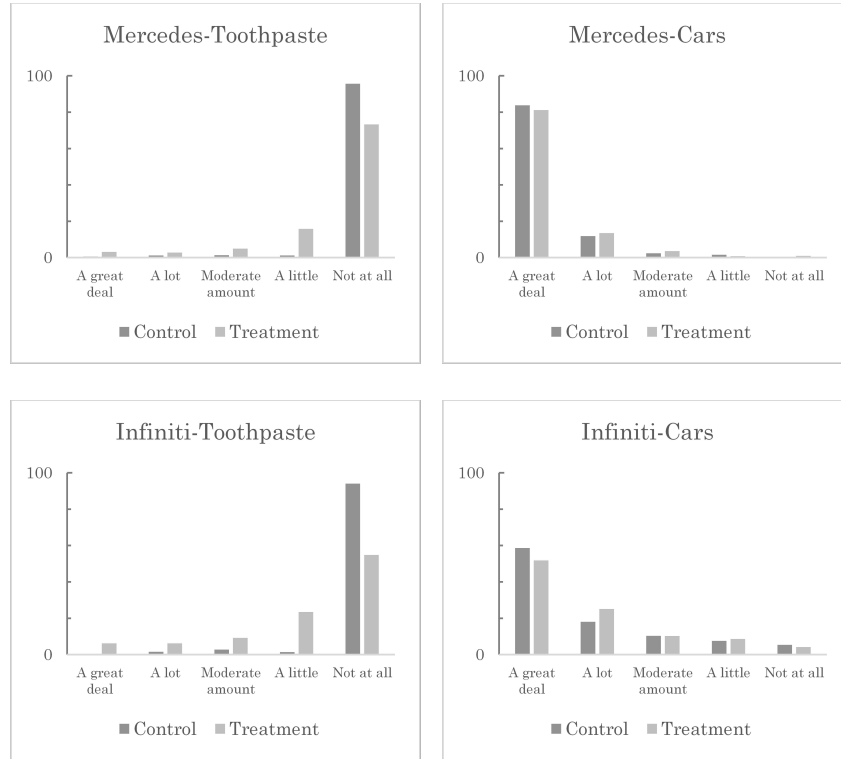 Mercedes-Toothpaste
100
0
A great deal
A lot
Moderate amount
A little
Not at all
Control Treatment
Mercedes-Cars
100
0
A great deal
A lot
Moderate amount
A little
Not at all
Control Treatment
Infiniti-Toothpaste
100
0
A great deal
A lot
Moderate amount
A little
Not at all
Control Treatment
Infiniti-Cars
100
0
A great deal
A lot
Moderate amount
A little
Not at all
Control Treatment